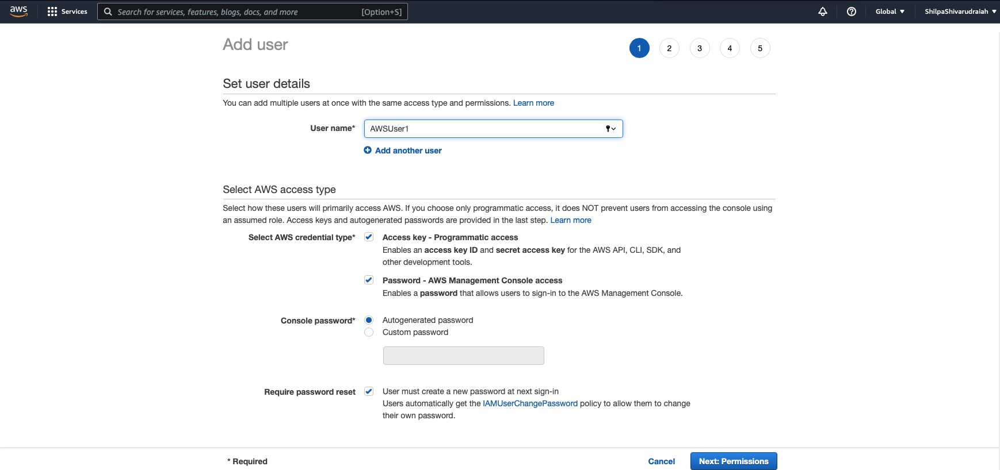 aws Services Search for services, features, blogs, docs, and more [Option+S] Global ShilpaShivarudraiah
Add user
1 2 3 4 5
Set user details
You can add multiple users at once with the same access type and permissions. Learn more
User name* AWSUser1
Add another user
Select AWS access type
Select how these users will primarily access AWS. If you choose only programmatic access, it does NOT prevent users from accessing the console using
an assumed role. Access keys and autogenerated passwords are provided in the last step. Learn more
Select AWS credential type* Access key - Programmatic access
Enables an access key ID and secret access key for the AWS API, CLI, SDK, and
other development tools.
Password - AWS Management Console access
Enables a password that allows users to sign-in to the AWS Management Console.
Console password* Autogenerated password
Custom password
Require password reset User must create a new password at next sign-in
Users automatically get the IAMUserChangePassword policy to allow them to change
their own password.
* Required Cancel Next: Permissions